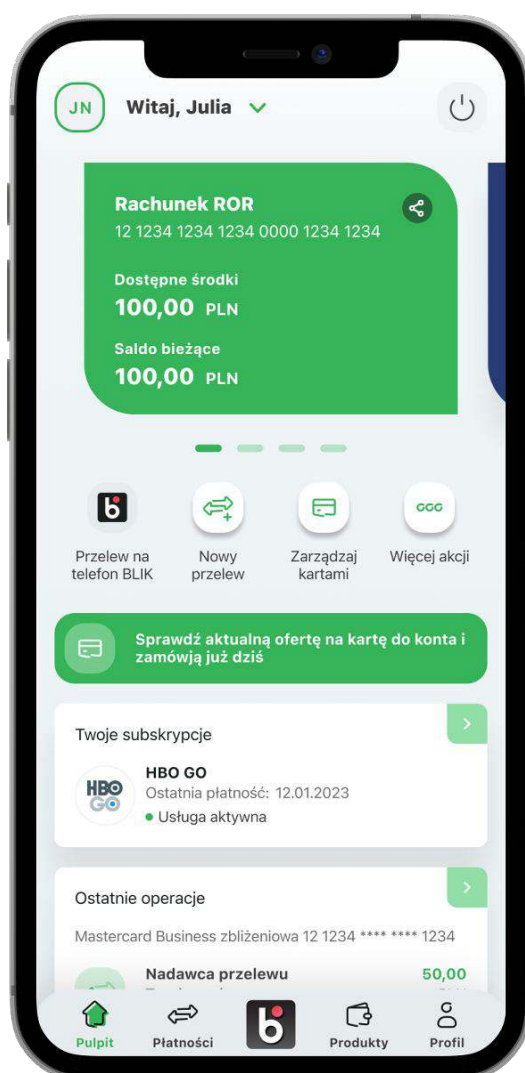 JN
Witaj, Julia
Rachunek ROR
12 1234 1234 1234 0000 1234 1234
Dostępne środki
100,00 PLN
Saldo bieżące
100,00 PLN
Przelew na
telefon BLIK
Nowy
przelew
Zarządzaj
kartami
Więcej akcji
Sprawdź aktualną ofertę na kartę do konta i
zamówją już dziś
Twoje subskrypcje
HBO
GO
HBO GO
Ostatnia płatność: 12.01.2023
Usługa aktywna
Ostatnie operacje
Mastercard Business zbliżeniowa 12 1234 **** **** 1234
Nadawca przelewu
50,00
Pulpit
Płatności
b
Produkty
Profil